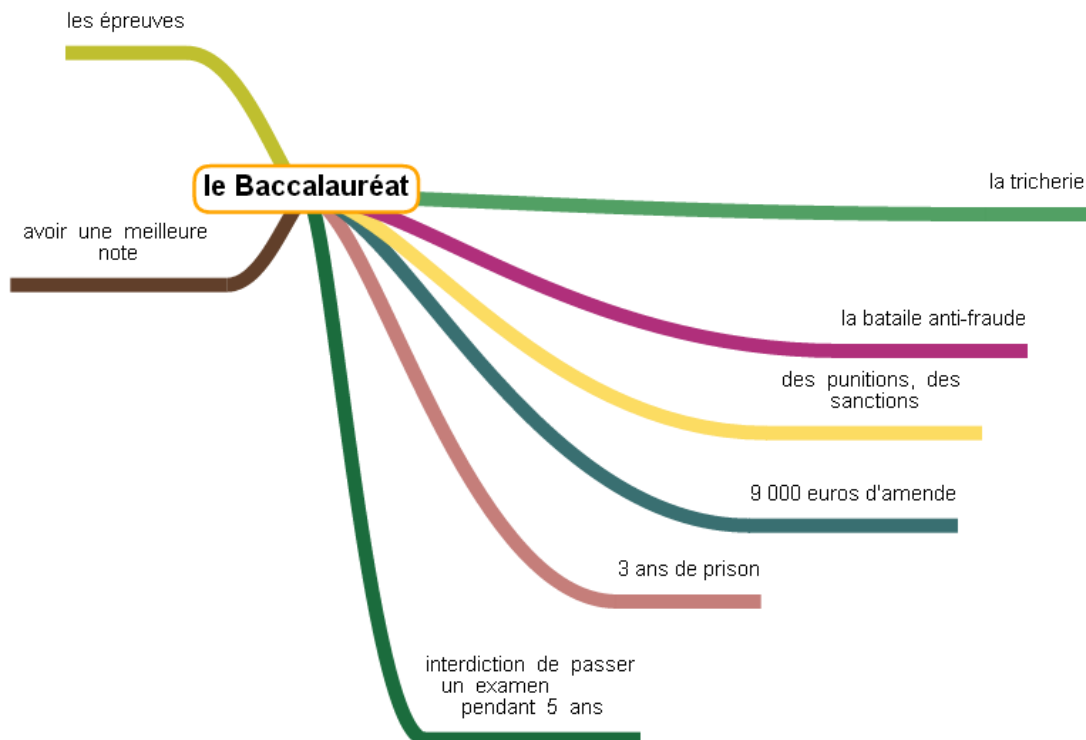 les épreuves
le Baccalauréat
la tricherie
avoir une meilleure
note
la bataile anti-fraude
des punitions, des
sanctions
9 000 euros d'amende
3 ans de prison
interdiction de passer
un examen
pendant 5 ans